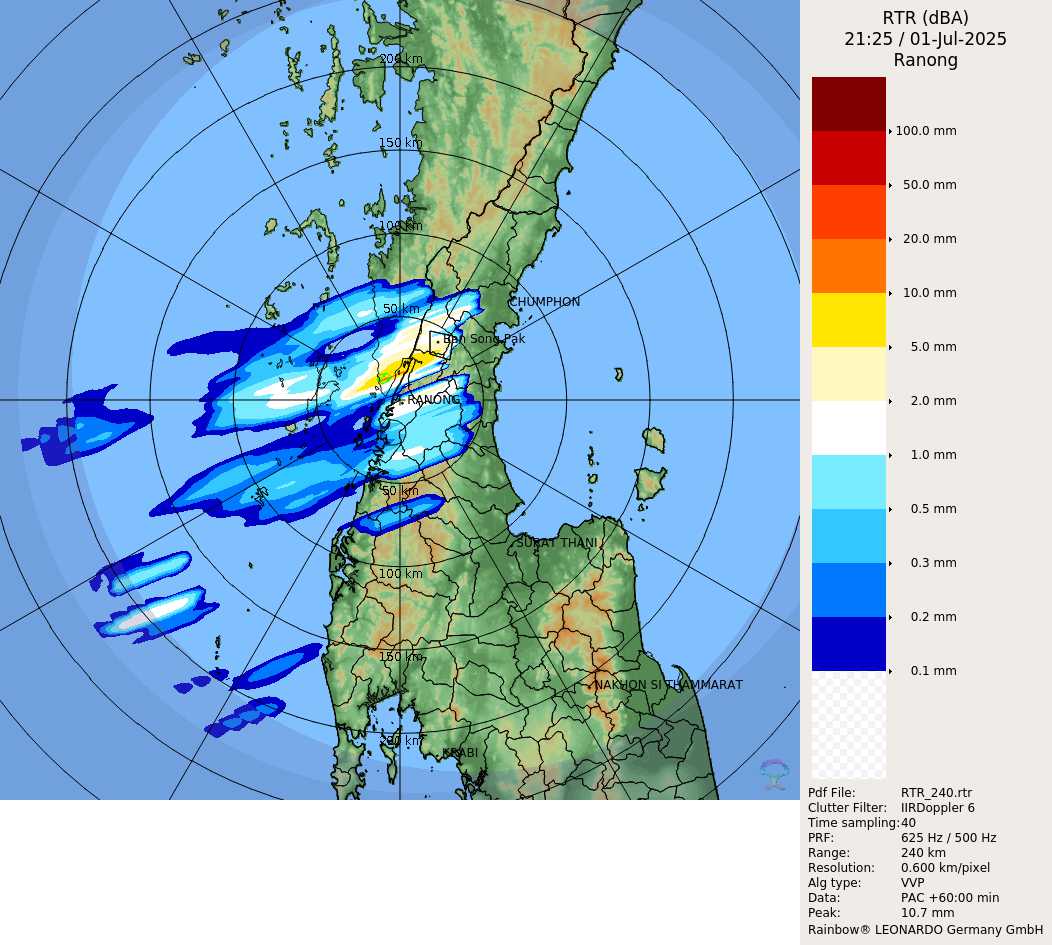 RTR (dBA)
21:25 / 01-Jul-2025
Ranong
200 km
150 km
100 km
50 km
CHUMPHON
Ban Song Pak
RANONG
50 km
SURAT THANI
100 km
150 km
NAKHON SI THAMMARAT
200 km
KRABI
100.0 mm
50.0 mm
20.0 mm
10.0 mm
5.0 mm
2.0 mm
1.0 mm
0.5 mm
0.3 mm
0.2 mm
0.1 mm
Pdf File: RTR_240.rtr
Clutter Filter: IIRDoppler 6
Time sampling:40
PRF: 625 Hz / 500 Hz
Range: 240 km
Resolution: 0.600 km/pixel
Alg type: VVP
Data: PAC +60:00 min
Peak: 10.7 mm
Rainbow® LEONARDO Germany GmbH